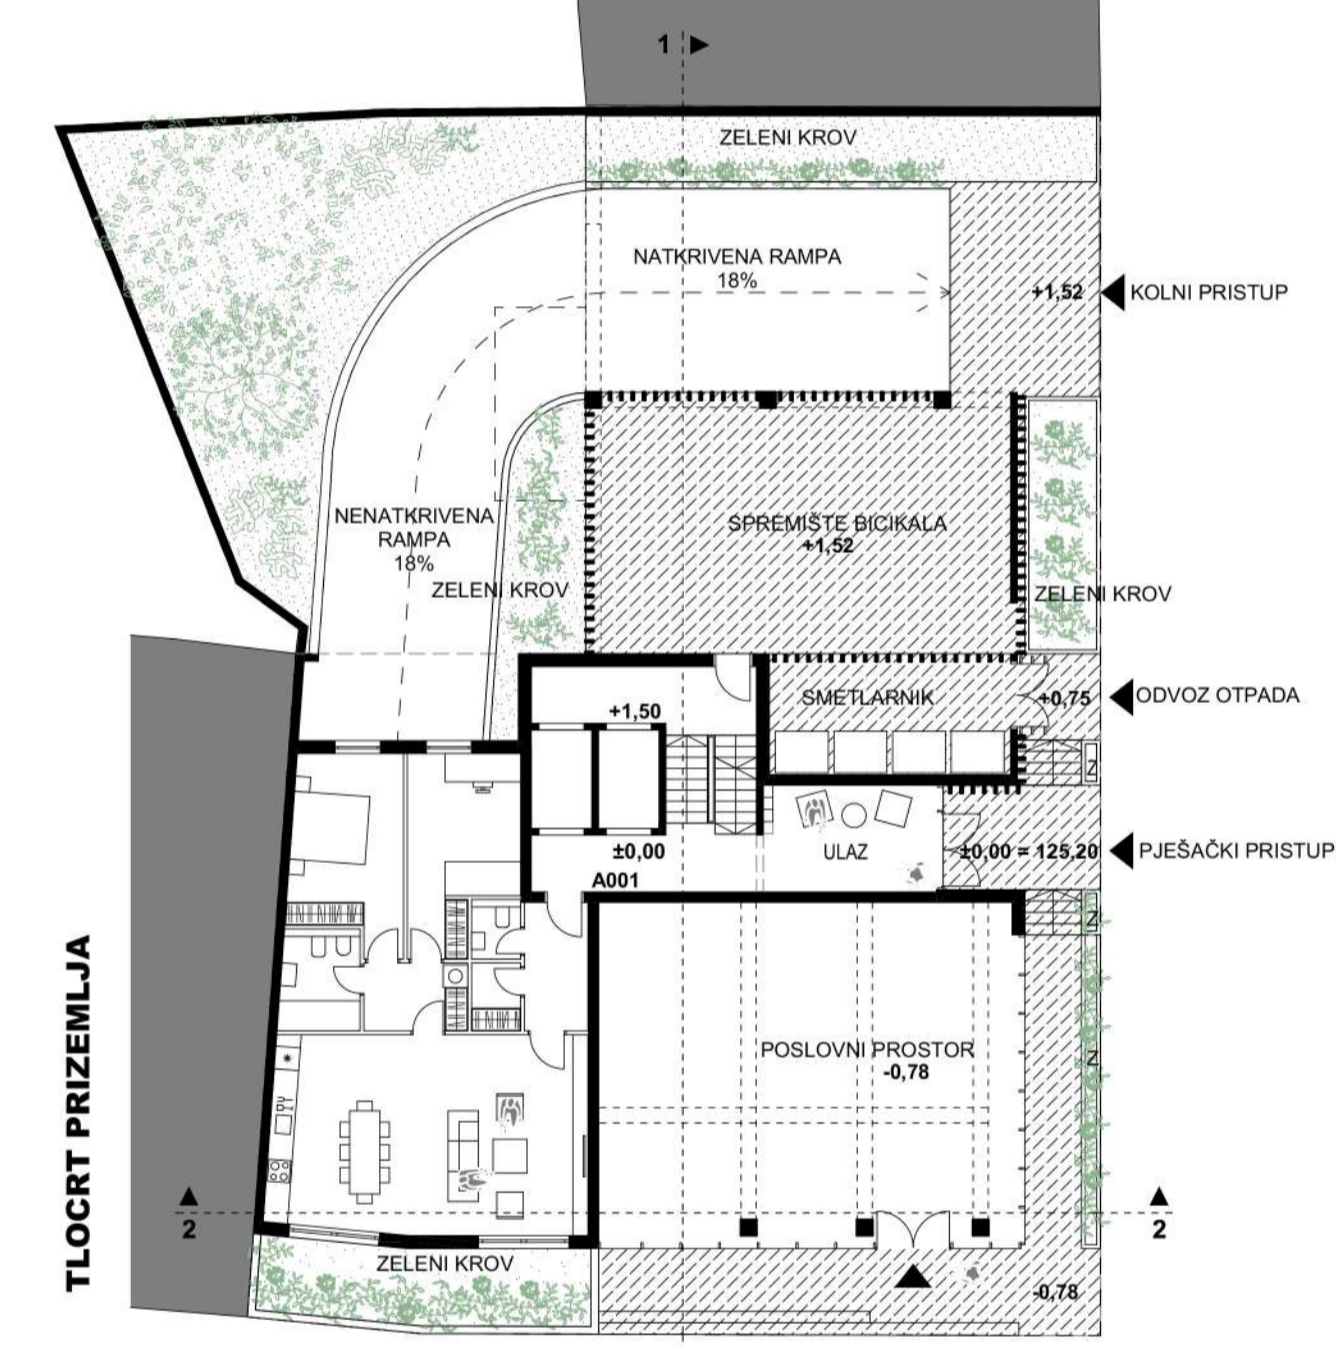 1
ZELENI KROV
NATKRIVENA RAMPA
18%
+1,52
KOLNI PRISTUP
NENATKRIVENA
RAMPA
18%
SPREMIŠTE BICIKALA
+1,52
ZELENI KROV
ZELENI KROV
SMETLARNIK
+0,75
ODVOZ OTPADA
+1,50
Z
±0,00
ULAZ
±0,00 = 125,20
PJEŠAČKI PRISTUP
A001
Z
TLOCRT PRIZEMLJA
POSLOVNI PROSTOR
-0,78
Z
2
2
ZELENI KROV
-0,78